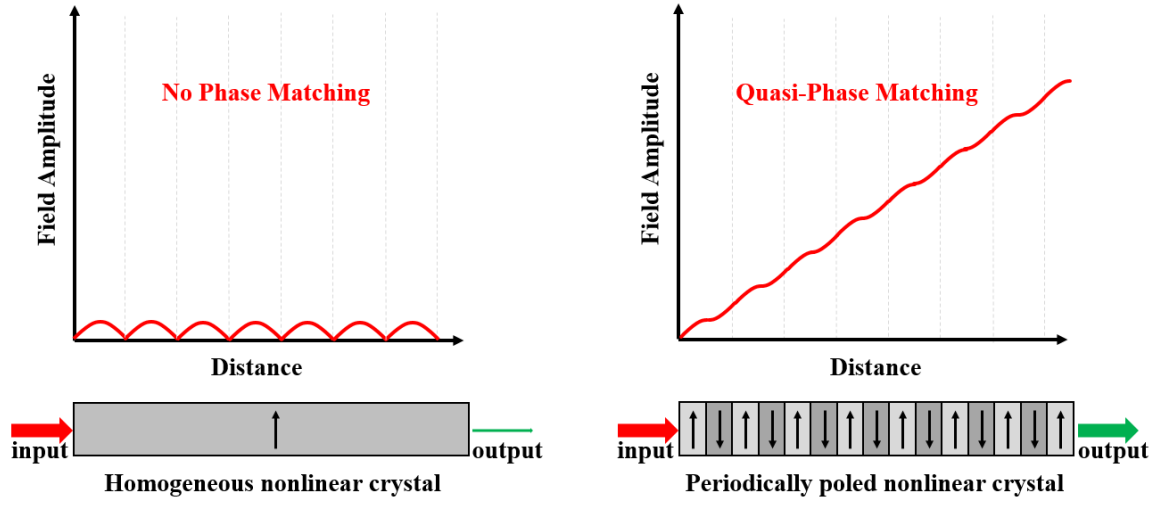 No Phase Matching
Field Amplitude
Distance
input
output
Homogeneous nonlinear crystal
Quasi-Phase Matching
Field Amplitude
Distance
input
output
Periodically poled nonlinear crystal